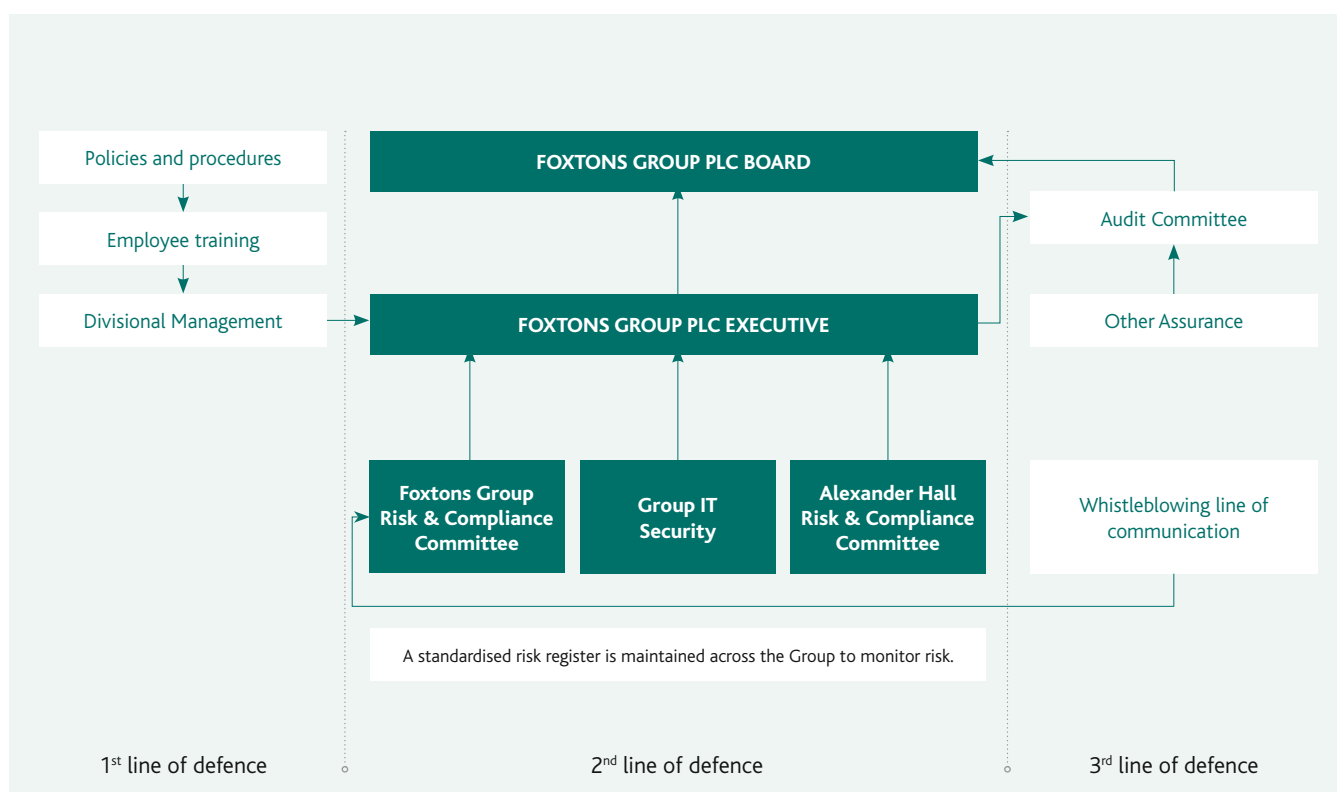 Policies and procedures
Employee training
Divisional Management
FOXTONS GROUP PLC BOARD
FOXTONS GROUP PLC EXECUTIVE
Foxtons Group
Risk & Compliance
Committee
Group IT
Security
Alexander Hall
Risk & Compliance
Committee
A standardised risk register is maintained across the Group to monitor risk.
Audit Committee
Other Assurance
Whistleblowing line of
communication
1st line of defence
2nd line of defence
3rd line of defence